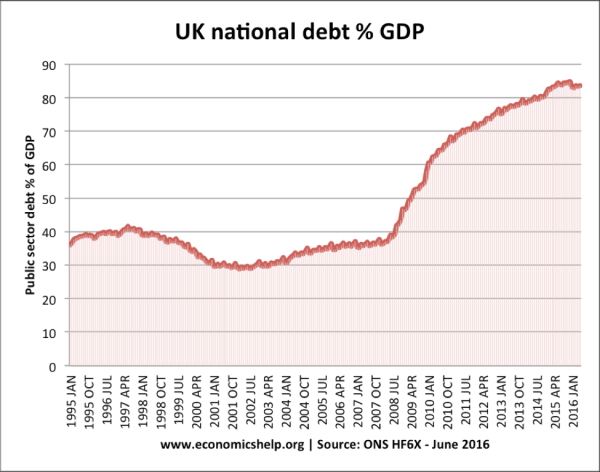 UK national debt % GDP
Public sector debt % of GDP
90
80
70
60
50
40
30
20
10
0
1995 JAN
1995 OCT
1996 JUL
1997 APR
1998 JAN
1998 OCT
1999 JUL
2000 APR
2001 JAN
2001 OCT
2002 JUL
2003 APR
2004 JAN
2004 OCT
2005 JUL
2006 APR
2007 JAN
2007 OCT
2008 JUL
2009 APR
2010 JAN
2010 OCT
2011 JUL
2012 APR
2013 JAN
2013 OCT
2014 JUL
2015 APR
2016 JAN
www.economicshelp.org | Source: ONS HF6X - June 2016